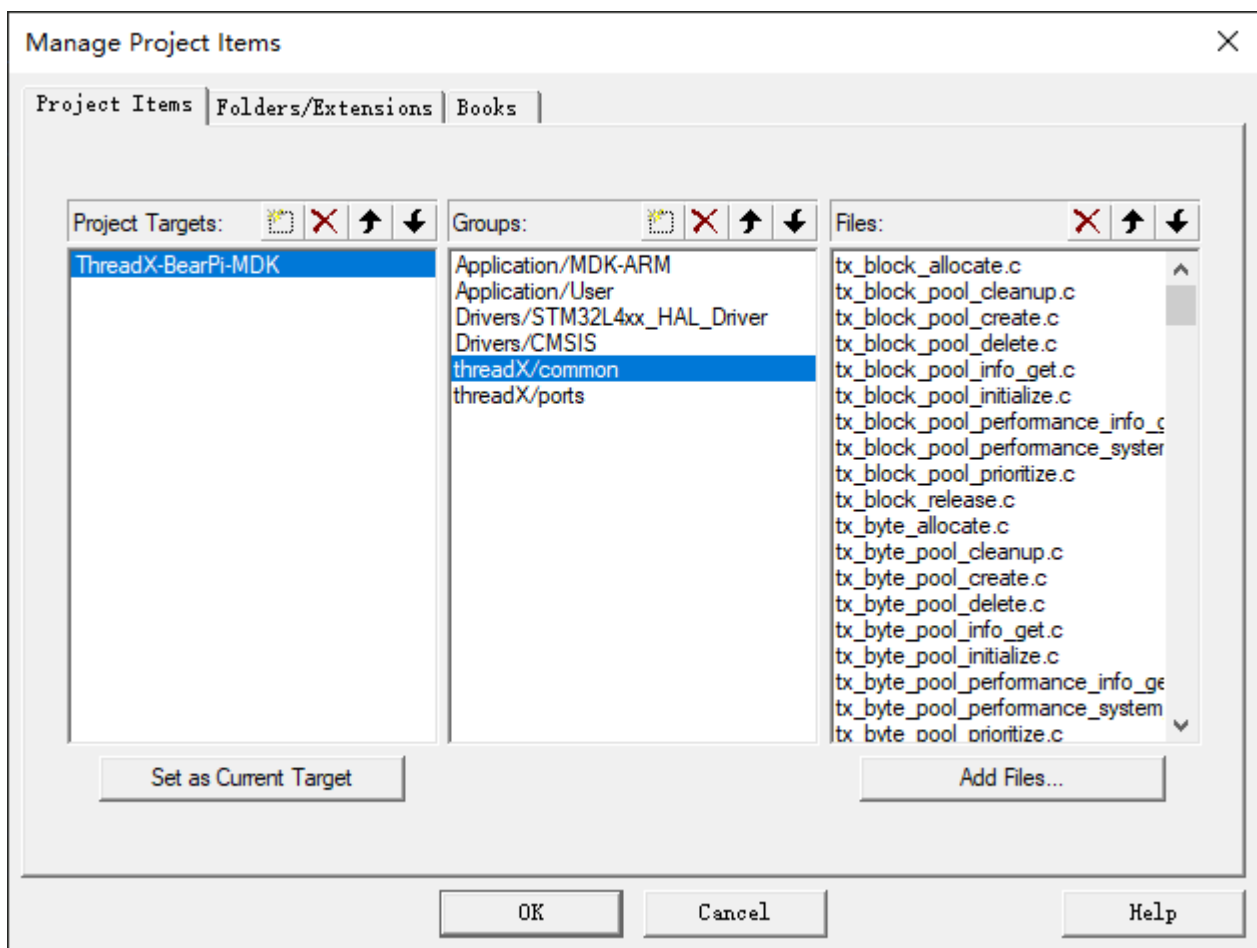 Manage Project Items
Project Items Folders/Extensions Books
Project Targets: Groups: Files:
ThreadX-BearPi-MDK
Application/MDK-ARM
Application/User
Drivers/STM32L4xx_HAL_Driver
Drivers/CMSIS
threadX/common
threadX/ports
tx_block_allocate.c
tx_block_pool_cleanup.c
tx_block_pool_create.c
tx_block_pool_delete.c
tx_block_pool_info_get.c
tx_block_pool_initialize.c
tx_block_pool_performance_info_g
tx_block_pool_performance_system
tx_block_pool_prioritize.c
tx_block_release.c
tx_byte_allocate.c
tx_byte_pool_cleanup.c
tx_byte_pool_create.c
tx_byte_pool_delete.c
tx_byte_pool_info_get.c
tx_byte_pool_initialize.c
tx_byte_pool_performance_info_ge
tx_byte_pool_performance_system
tx_byte_pool_prioritize.c
Set as Current Target
Add Files...
OK Cancel Help